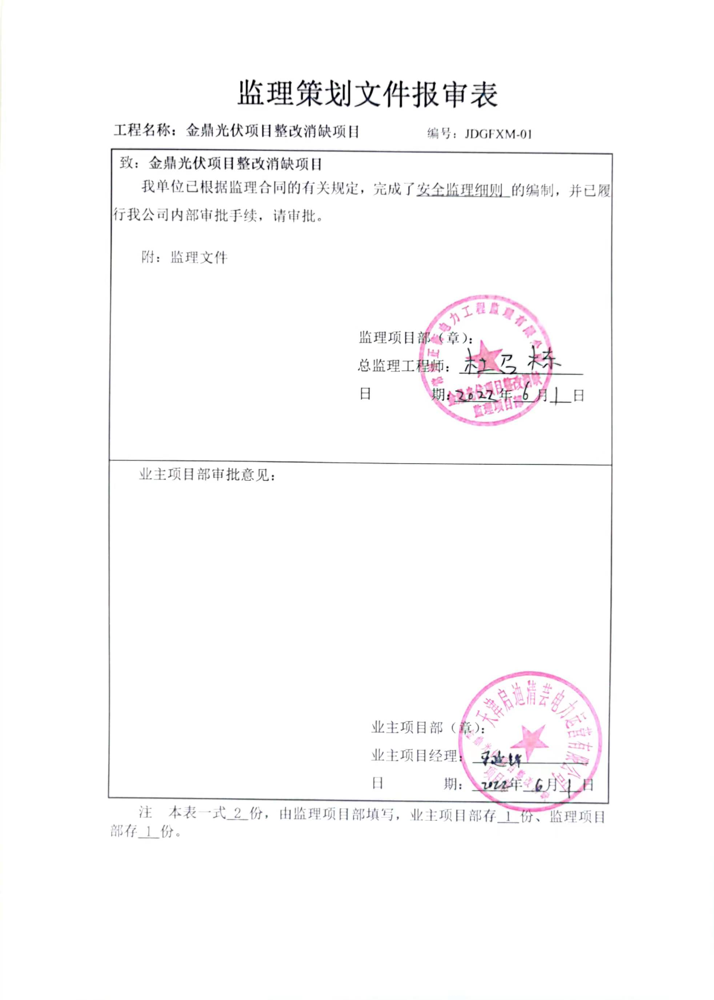 监理策划文件报审表
工程名称：金鼎光伏项目整改消缺项目 编号：JDGFXM-01
致：金鼎光伏项目整改消缺项目
我单位已根据监理合同的有关规定，完成了安全监理细则 的编制，并已履
行我公司内部审批手续，请审批。
附：监理文件
电力工程监理有限公
监理项目部（章）：
总监理工程师：
日 期：2022年 6 月 1 日
金鼎光伏项目整改消缺
监理项目部
业主项目部审批意见：
天津启迪清芸电力运营有限公司
业主项目部（章）：
业主项目经理：
日 期：2022年 6 月 1 日
注 本表一式 2 份，由监理项目部填写，业主项目部存 1 份、监理项目
部存 1 份。